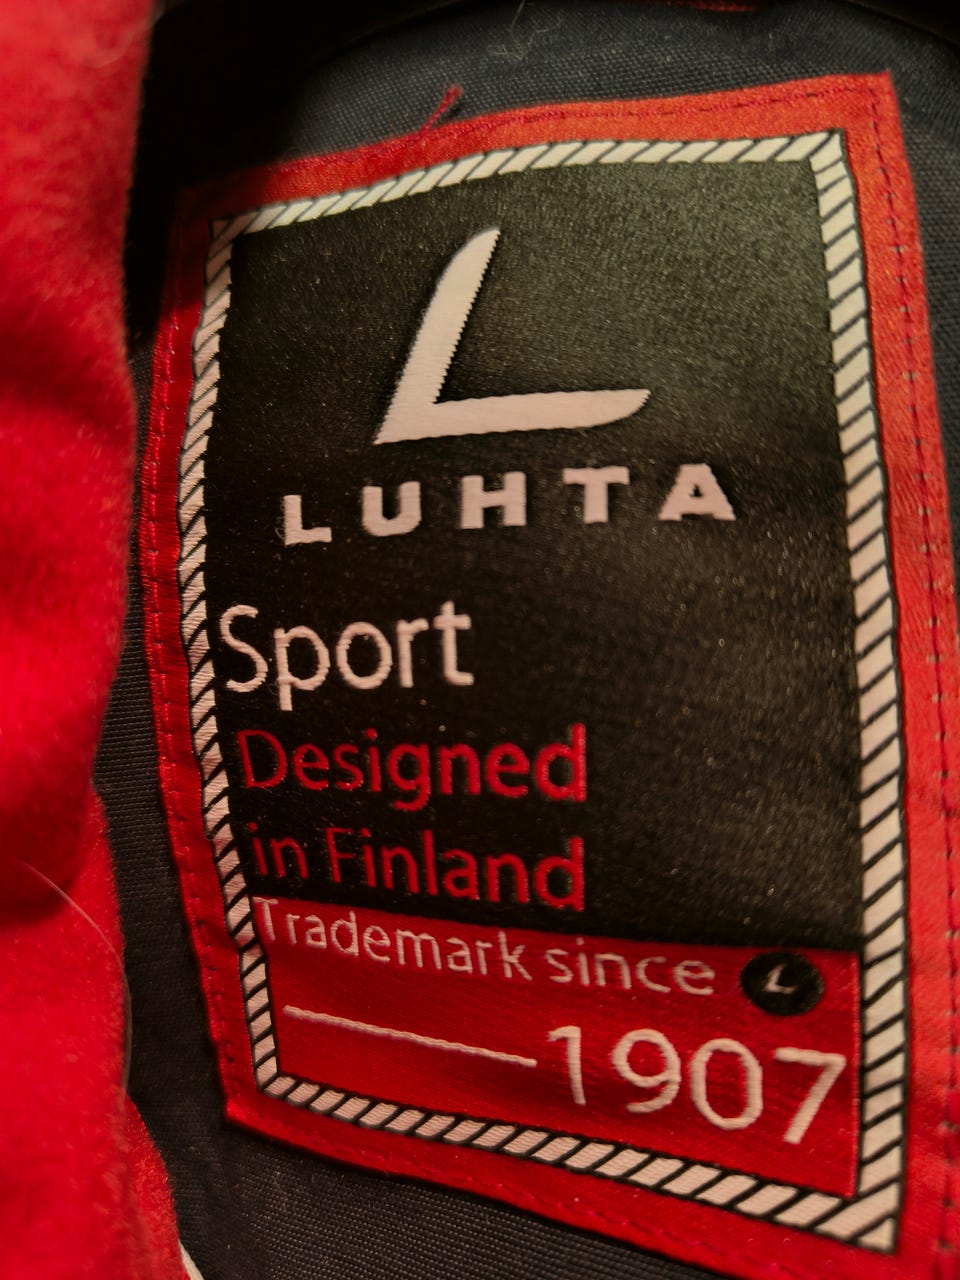 L
LUHTA
Sport
Designed
in Finland
Trademark since L
1907